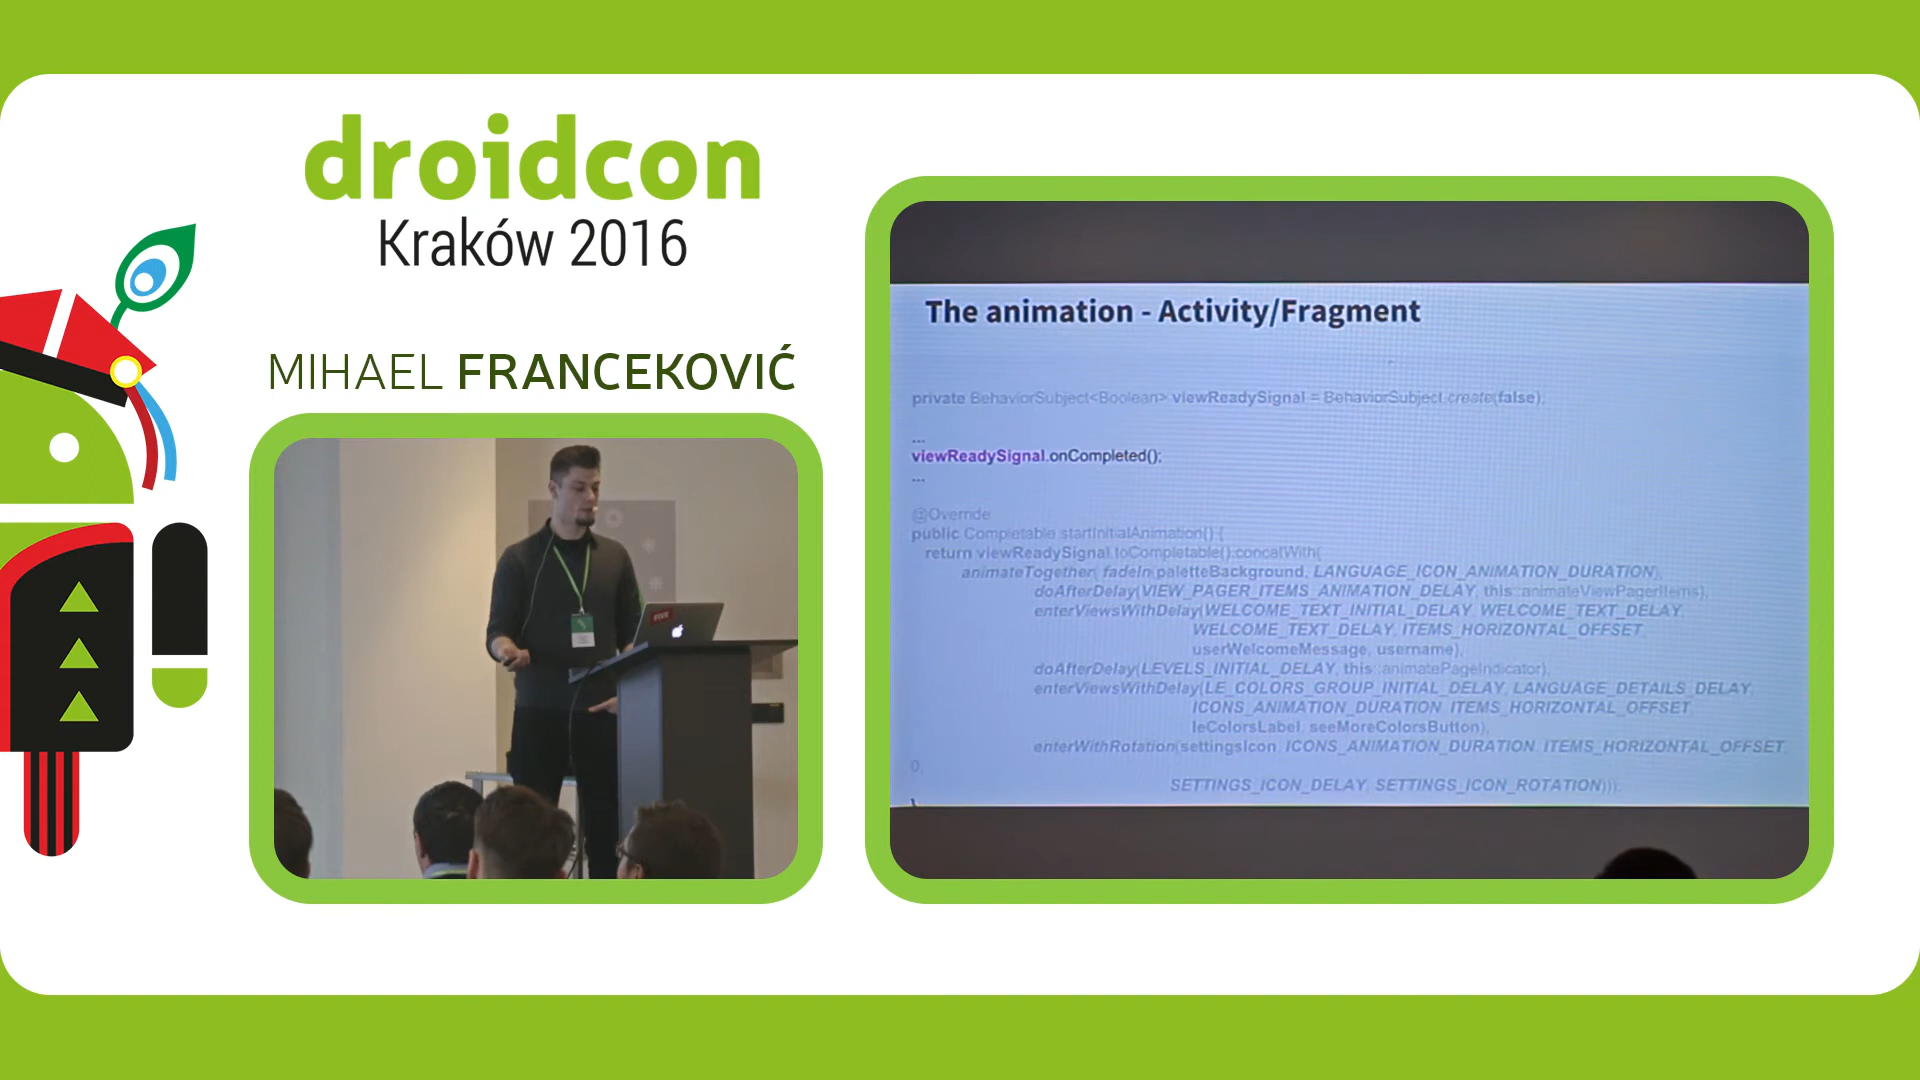 droidcon
Kraków 2016
MIHAEL FRANCEKOVIĆ
The animation - Activity/Fragment
private BehaviorSubject<Boolean> viewReadySignal = BehaviorSubject.create(false);
...
viewReadySignal.onCompleted();
...
@Override
public Completable startInitialAnimation() {
return viewReadySignal.toCompletable().concatWith(
animateTogether( fadeIn(paletteBackground, LANGUAGE_ICON_ANIMATION_DURATION),
doAfterDelay(VIEW_PAGER_ITEMS_ANIMATION_DELAY, this::animateViewPagerItems),
enterViewsWithDelay(WELCOME_TEXT_INITIAL_DELAY, WELCOME_TEXT_DELAY,
WELCOME_TEXT_DELAY, ITEMS_HORIZONTAL_OFFSET,
userWelcomeMessage, username),
doAfterDelay(LEVELS_INITIAL_DELAY, this::animatePageIndicator),
enterViewsWithDelay(LE_COLORS_GROUP_INITIAL_DELAY, LANGUAGE_DETAILS_DELAY,
ICONS_ANIMATION_DURATION, ITEMS_HORIZONTAL_OFFSET,
leColorsLabel, seeMoreColorsButton),
enterWithRotation(settingsIcon, ICONS_ANIMATION_DURATION, ITEMS_HORIZONTAL_OFFSET,
0,
SETTINGS_ICON_DELAY, SETTINGS_ICON_ROTATION)));